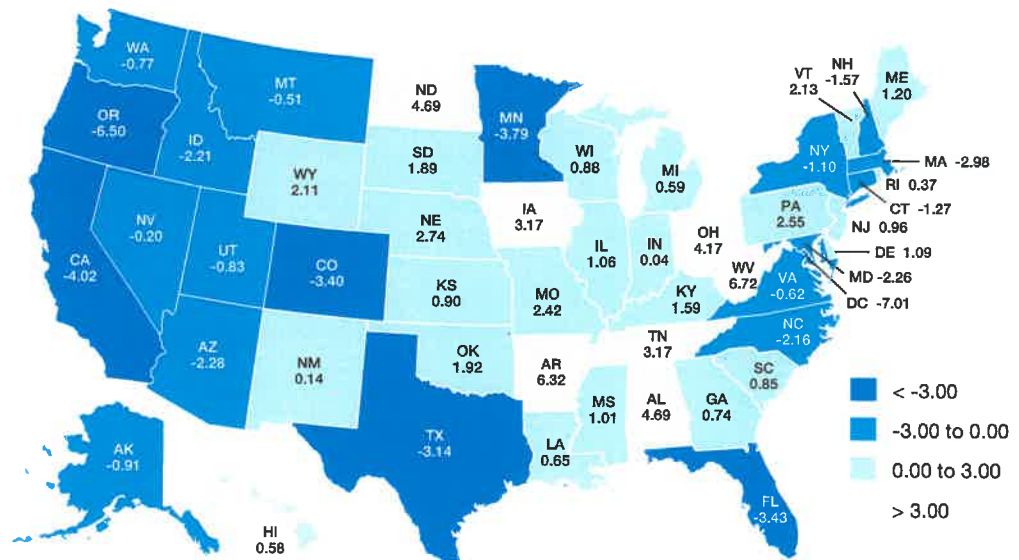 WA
-0.77
MT
-0.51
ND
4.69
MN
-3.79
VT
2.13
NH
-1.57
ME
1.20
OR
-6.50
ID
-2.21
WY
2.11
SD
1.89
WI
0.88
MI
0.59
NY
-1.10
MA -2.98
RI 0.37
CT -1.27
NJ 0.96
PA
2.55
DE 1.09
MD -2.26
DC -7.01
CA
-4.02
NV
-0.20
UT
-0.83
CO
-3.40
NE
2.74
IA
3.17
IL
1.06
IN
0.04
OH
4.17
WV
6.72
VA
-0.62
KS
0.90
MO
2.42
KY
1.59
NC
-2.16
AZ
-2.28
NM
0.14
OK
1.92
AR
6.32
TN
3.17
SC
0.85
MS
1.01
AL
4.69
GA
0.74
TX
-3.14
LA
0.65
FL
-3.43
AK
-0.91
HI
0.58
< -3.00
-3.00 to 0.00
0.00 to 3.00
> 3.00